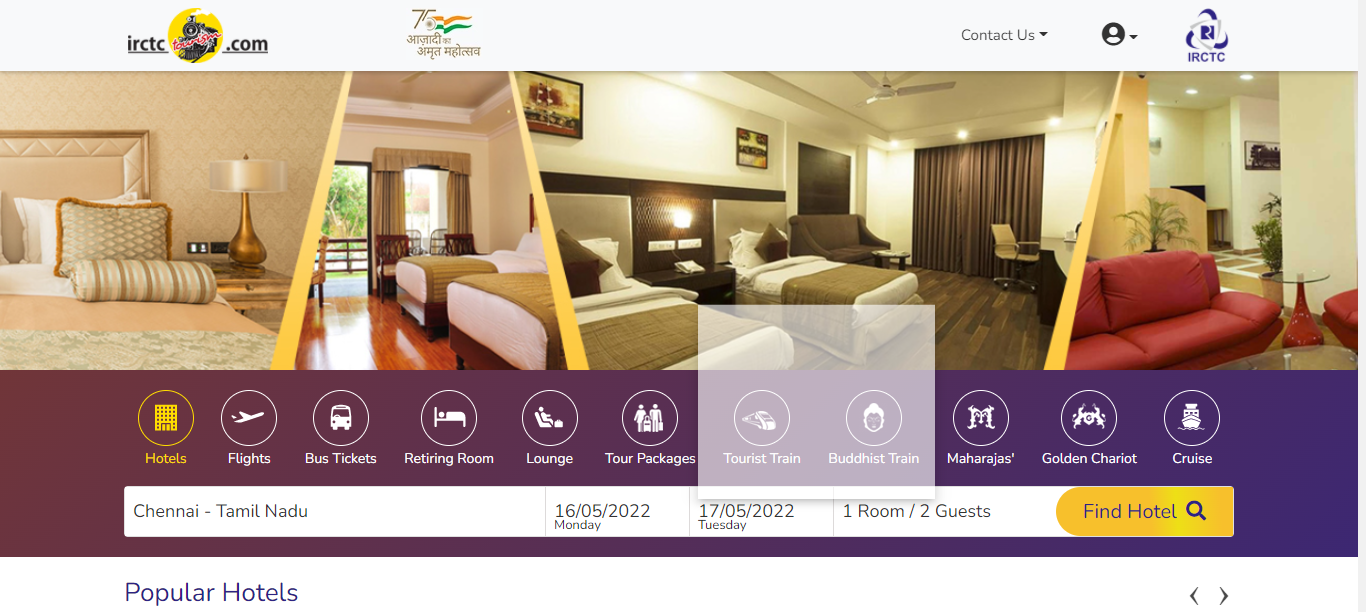 irctc tourism .com
75
आज़ादी का
अमृत महोत्सव
Contact Us
IRCTC
Hotels
Flights
Bus Tickets
Retiring Room
Lounge
Tour Packages
Tourist Train
Buddhist Train
Maharajas'
Golden Chariot
Cruise
Chennai - Tamil Nadu
16/05/2022
Monday
17/05/2022
Tuesday
1 Room / 2 Guests
Find Hotel
Popular Hotels